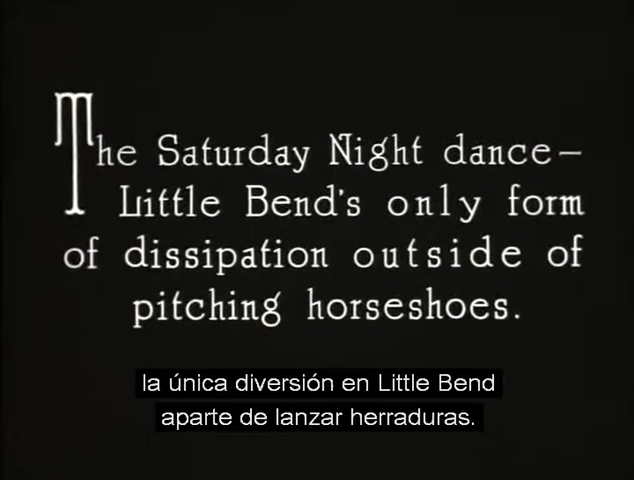 The Saturday Night dance—
Little Bend's only form
of dissipation outside of
pitching horseshoes.
la única diversión en Little Bend
aparte de lanzar herraduras.